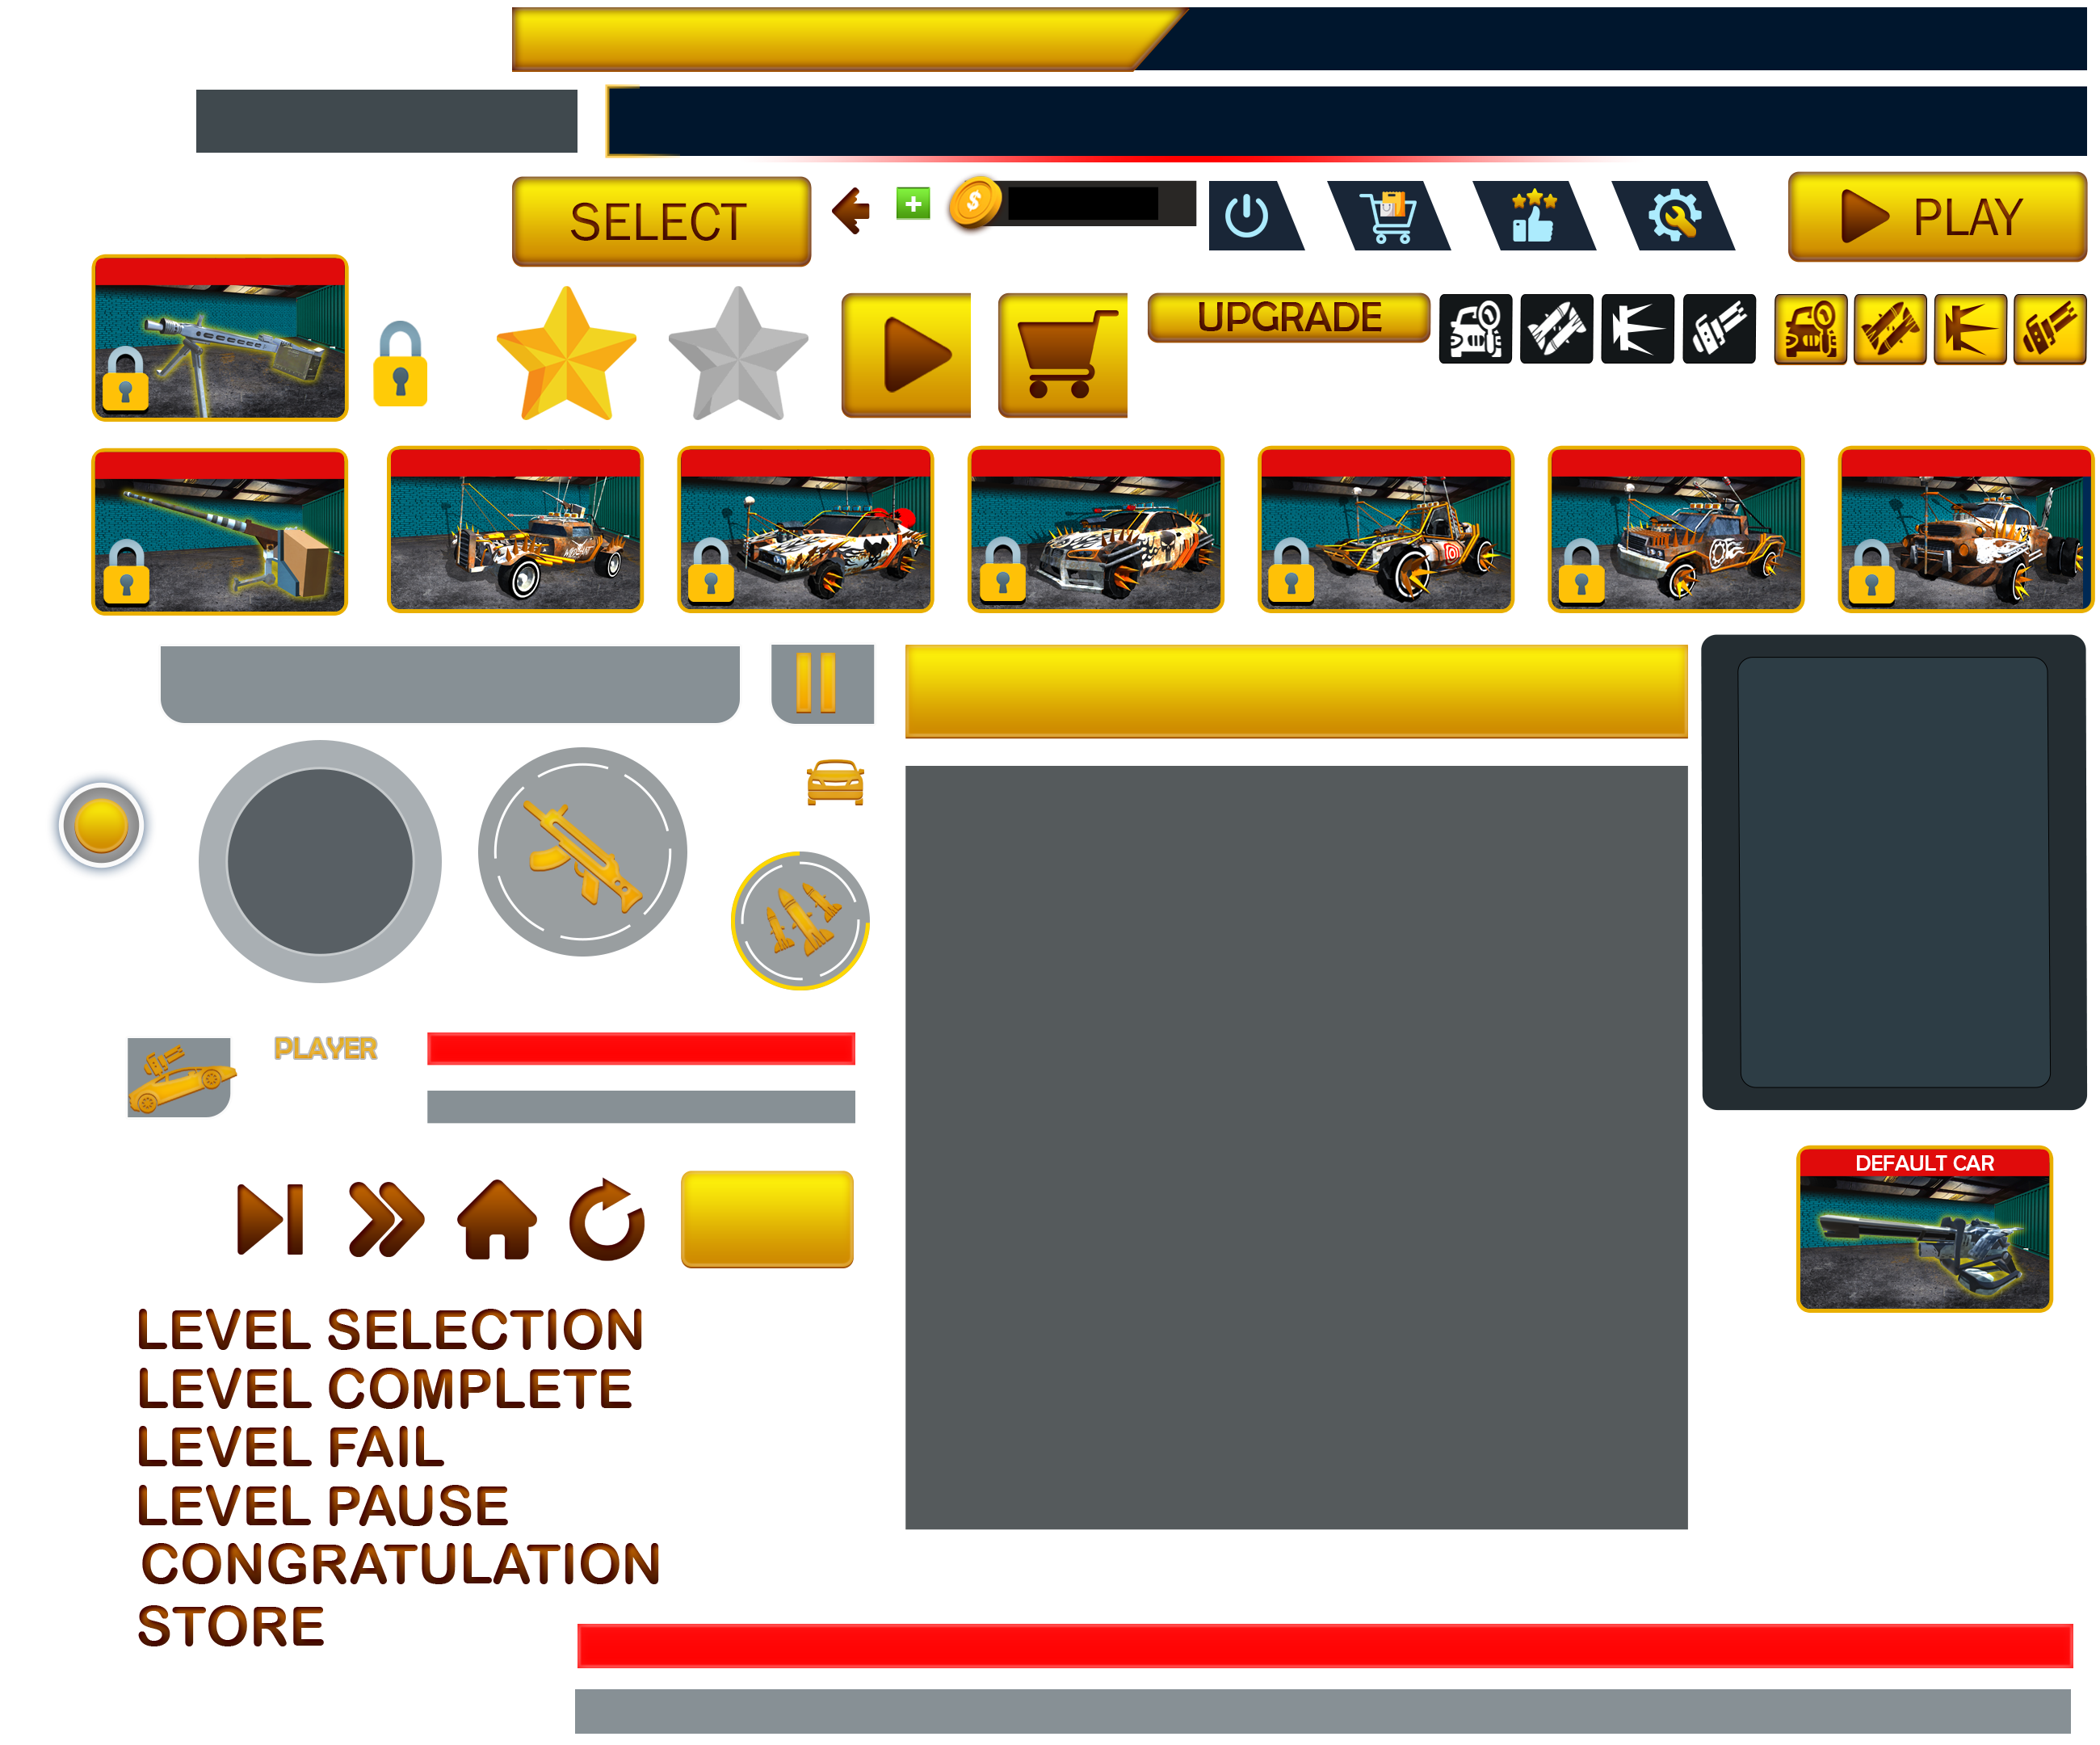 SELECT
PLAY
UPGRADE
PLAYER
DEFAULT CAR
LEVEL SELECTION
LEVEL COMPLETE
LEVEL FAIL
LEVEL PAUSE
CONGRATULATION
STORE